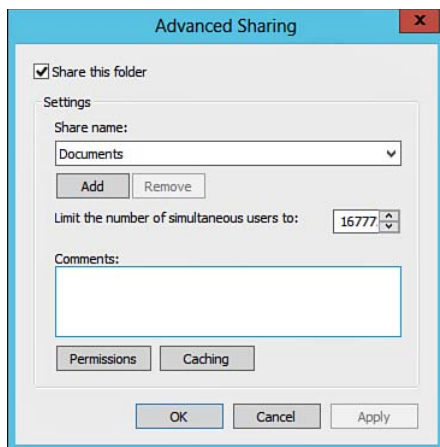 Advanced Sharing
x
Share this folder
Settings
Share name:
Documents
Add Remove
Limit the number of simultaneous users to: 16777
Comments:
Permissions Caching
OK Cancel Apply